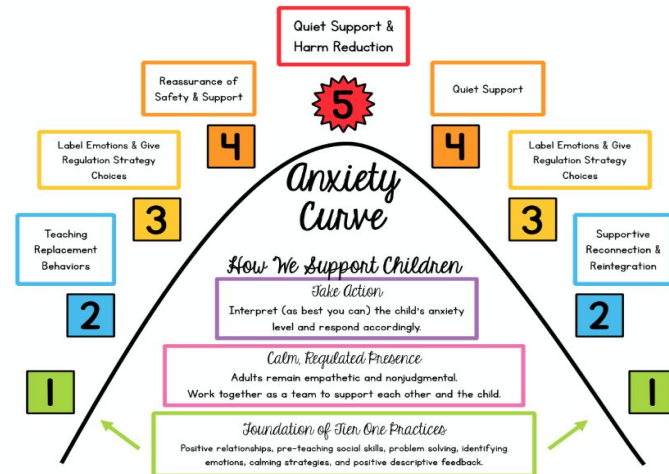 Quiet Support &
Harm Reduction
5
Reassurance of
Safety & Support
4
Quiet Support
4
Label Emotions & Give
Regulation Strategy
Choices
3
Label Emotions & Give
Regulation Strategy
Choices
3
Teaching
Replacement
Behaviors
2
Supportive
Reconnection &
Reintegration
2
1
1
Anxiety
Curve
How We Support Children
Take Action
Interpret (as best you can) the child's anxiety
level and respond accordingly.
Calm, Regulated Presence
Adults remain empathetic and nonjudgmental.
Work together as a team to support each other and the child.
Foundation of Tier One Practices
Positive relationships, pre-teaching social skills, problem solving, identifying
emotions, calming strategies, and positive descriptive feedback.